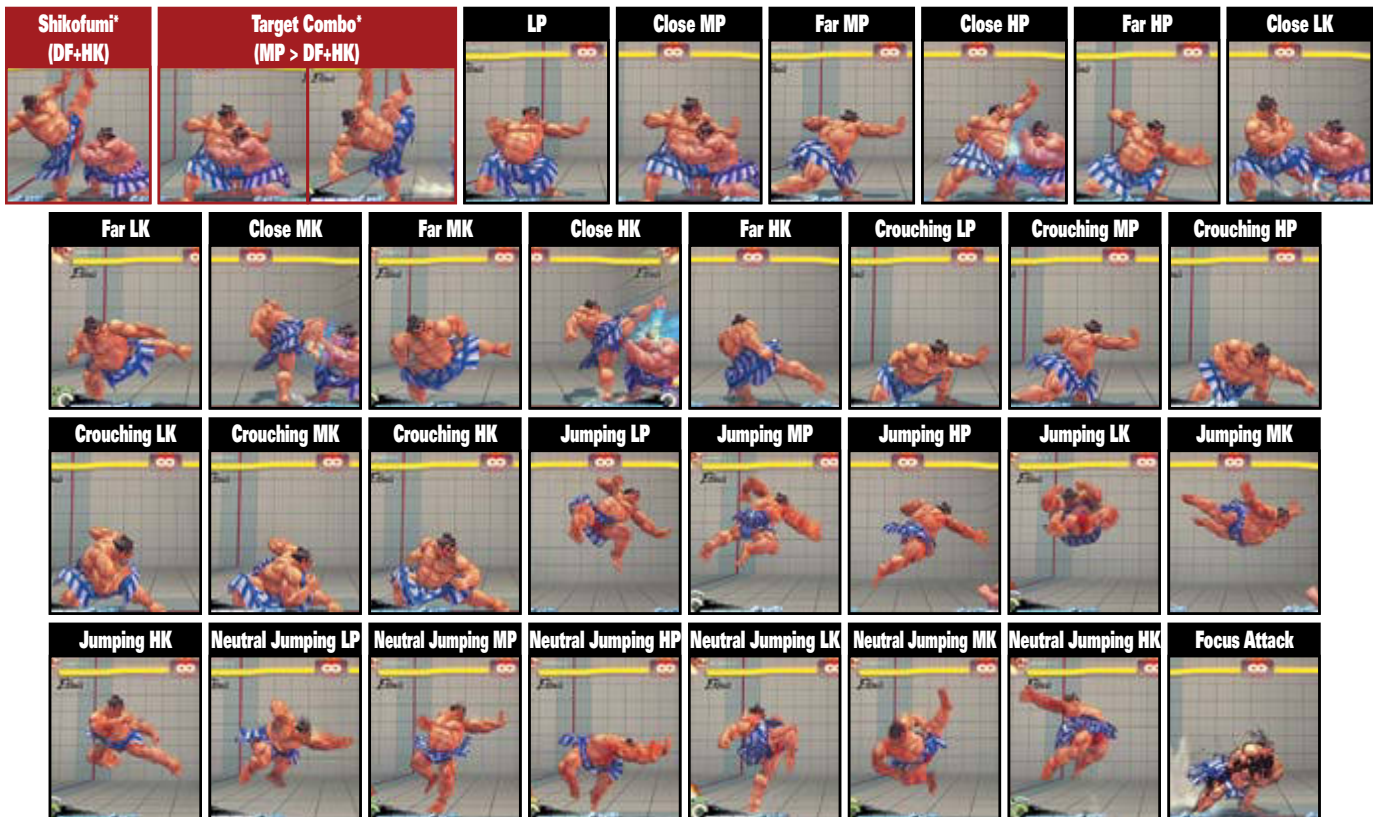 Shikofumi*
(DF+HK)
Target Combo*
(MP > DF+HK)
LP
Close MP
Far MP
Close HP
Far HP
Close LK
Far LK
Close MK
Far MK
Close HK
Far HK
Crouching LP
Crouching MP
Crouching HP
Crouching LK
Crouching MK
Crouching HK
Jumping LP
Jumping MP
Jumping HP
Jumping LK
Jumping MK
Jumping HK
Neutral Jumping LP
Neutral Jumping MP
Neutral Jumping HP
Neutral Jumping LK
Neutral Jumping MK
Neutral Jumping HK
Focus Attack